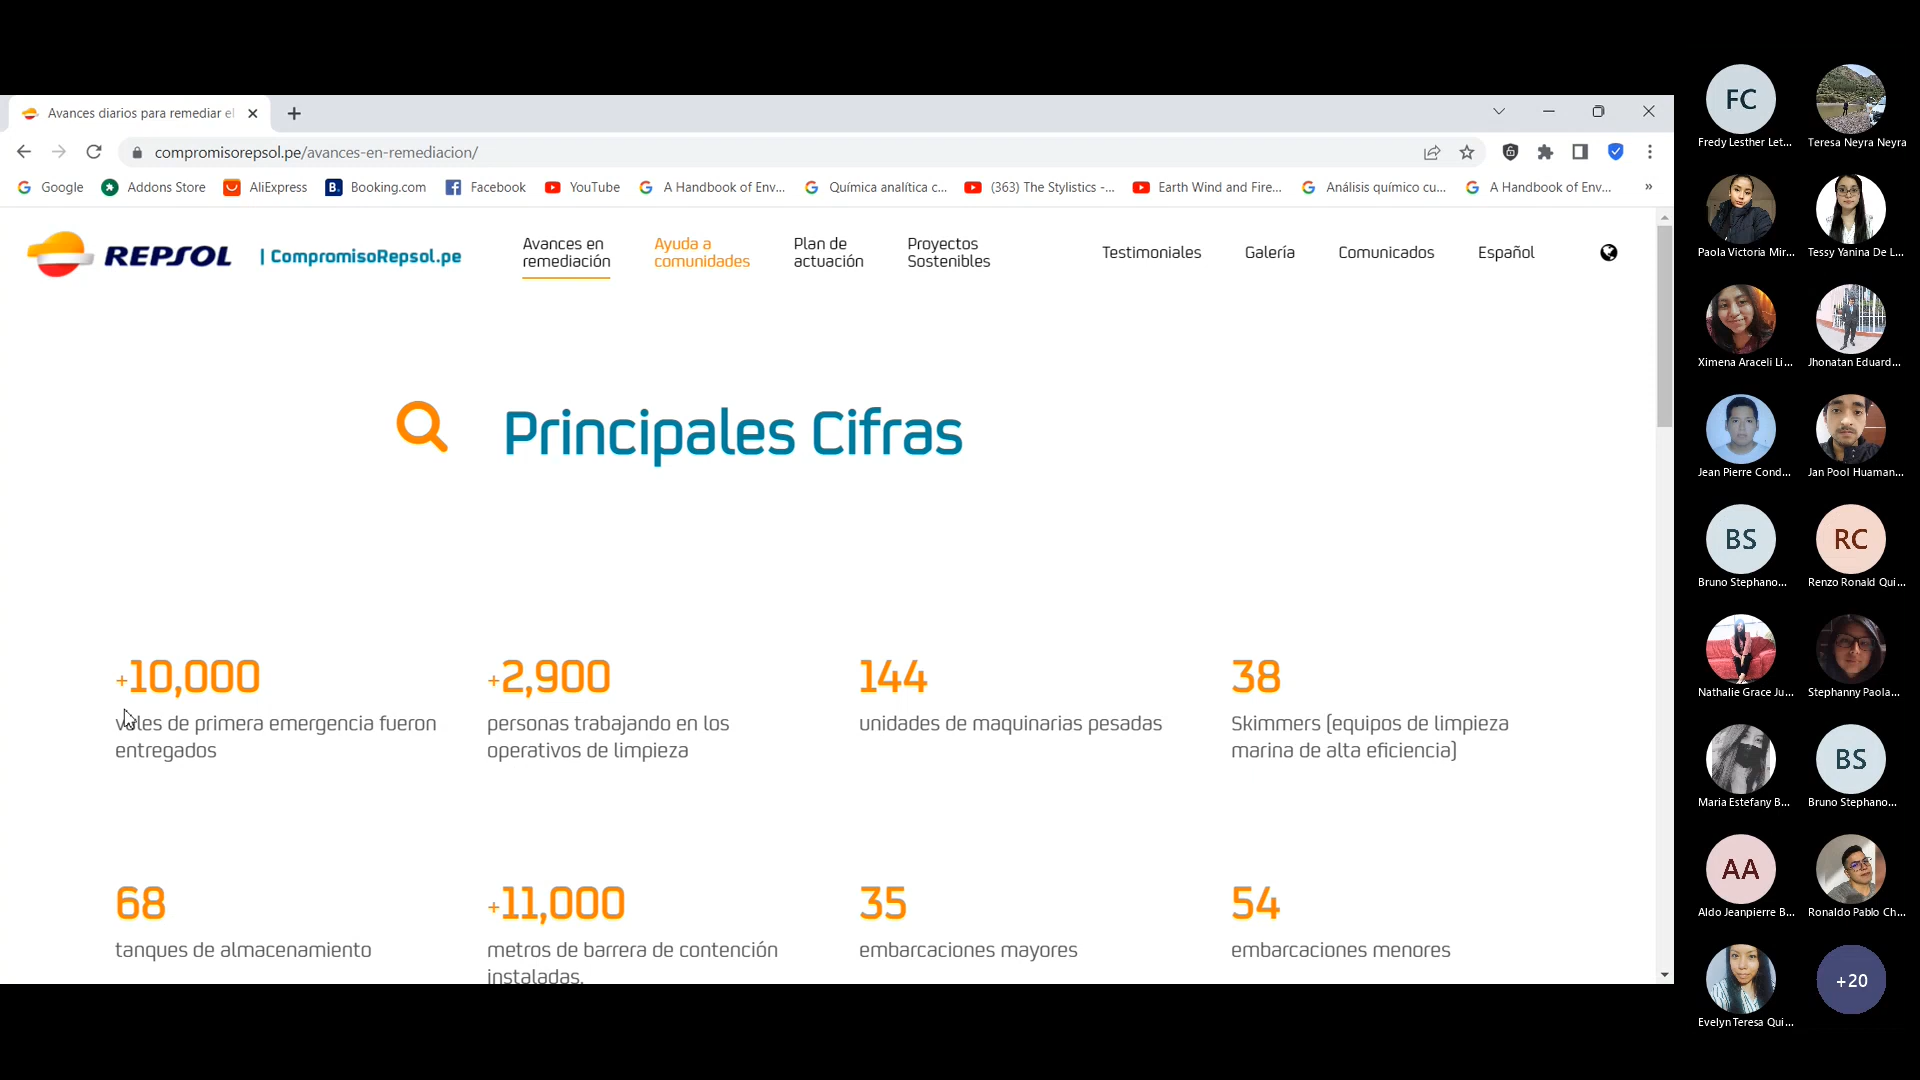 Avances diarios para remediar el
compromisorepsol.pe/avances-en-remediacion/
Google
Addons Store
AliExpress
B. Booking.com
Facebook
YouTube
A Handbook of Env...
Química analítica c...
(363) The Stylistics -...
Earth Wind and Fire...
Análisis químico cu...
A Handbook of Env...
»
REPSOL
| CompromisoRepsol.pe
Avances en
remediación
Ayuda a
comunidades
Plan de
actuación
Proyectos
Sostenibles
Testimoniales
Galería
Comunicados
Español
Principales Cifras
+10,000
vales de primera emergencia fueron
entregados
+2,900
personas trabajando en los
operativos de limpieza
144
unidades de maquinarias pesadas
38
Skimmers (equipos de limpieza
marina de alta eficiencia)
68
tanques de almacenamiento
+11,000
metros de barrera de contención
instaladas.
35
embarcaciones mayores
54
embarcaciones menores
FC
Fredy Lesther Let...
Teresa Neyra Neyra
Paola Victoria Mir...
Tessy Yanina De L...
Ximena Araceli Li...
Jhonatan Eduard...
Jean Pierre Cond...
Jan Pool Huaman...
BS
Bruno Stephano...
RC
Renzo Ronald Qui...
Nathalie Grace Ju...
Stephanny Paola...
Maria Estefany B...
BS
Bruno Stephano...
AA
Aldo Jeanpierre B...
Ronaldo Pablo Ch...
Evelyn Teresa Qui...
+20